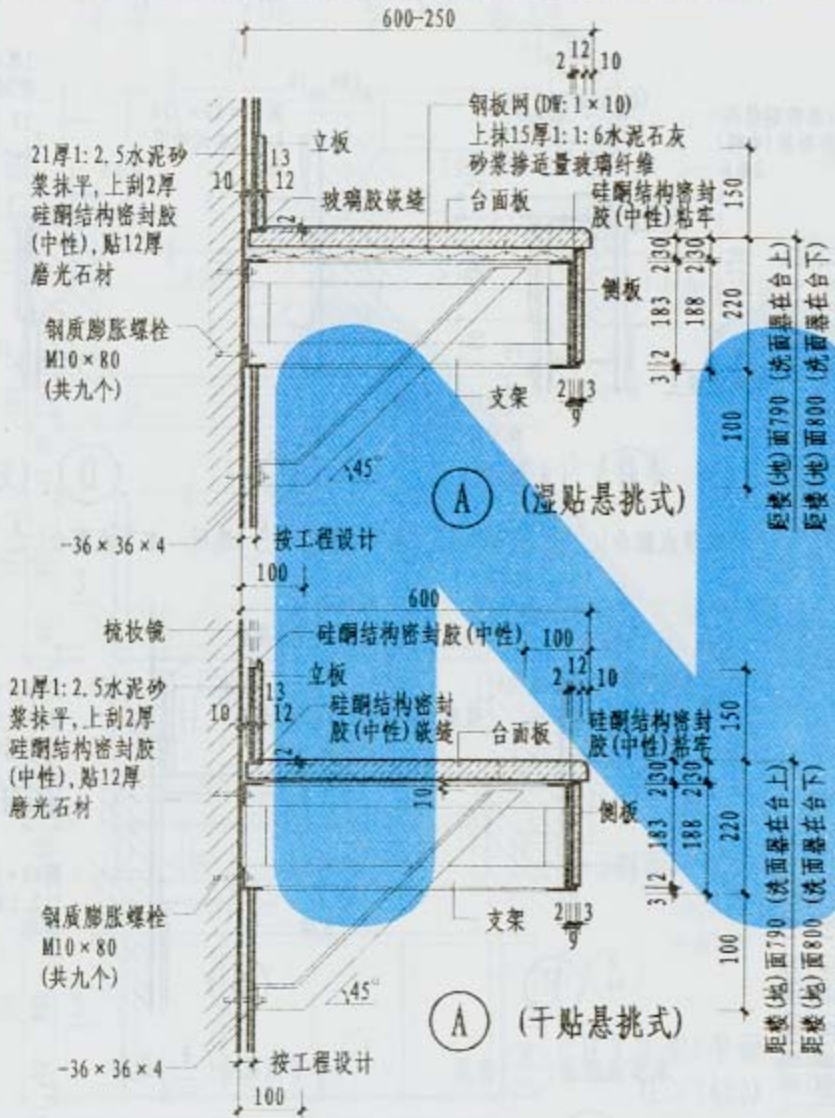 600-250
2 12 10
钢板网(DW: 1×10)
上抹15厚1:1:6水泥石灰
砂浆掺适量玻璃纤维
21厚1:2.5水泥砂
浆抹平,上刮2厚
硅酮结构密封胶
(中性),贴12厚
磨光石材
10
13
12
立板
玻璃胶嵌缝
2
台面板
硅酮结构密封
胶(中性)粘牢
150
钢质膨胀螺栓
M10×80
(共九个)
侧板
2 30
2 30
183
188
220
3 2
100
支架
2 3
9
45°
距楼(地)面790 (洗面器在台上)
距楼(地)面800 (洗面器在台下)
A (湿贴悬挑式)
-36×36×4
按工程设计
100
600
梳妆镜
硅酮结构密封胶(中性)
100
2 12 10
21厚1:2.5水泥砂
浆抹平,上刮2厚
硅酮结构密封胶
(中性),贴12厚
磨光石材
10
13
12
立板
硅酮结构密封
胶(中性)嵌缝
2
台面板
硅酮结构密封
胶(中性)粘牢
150
10
侧板
2 30
2 30
183
188
220
3 2
100
钢质膨胀螺栓
M10×80
(共九个)
支架
2 3
9
45°
距楼(地)面790 (洗面器在台上)
距楼(地)面800 (洗面器在台下)
A (干贴悬挑式)
-36×36×4
按工程设计
100